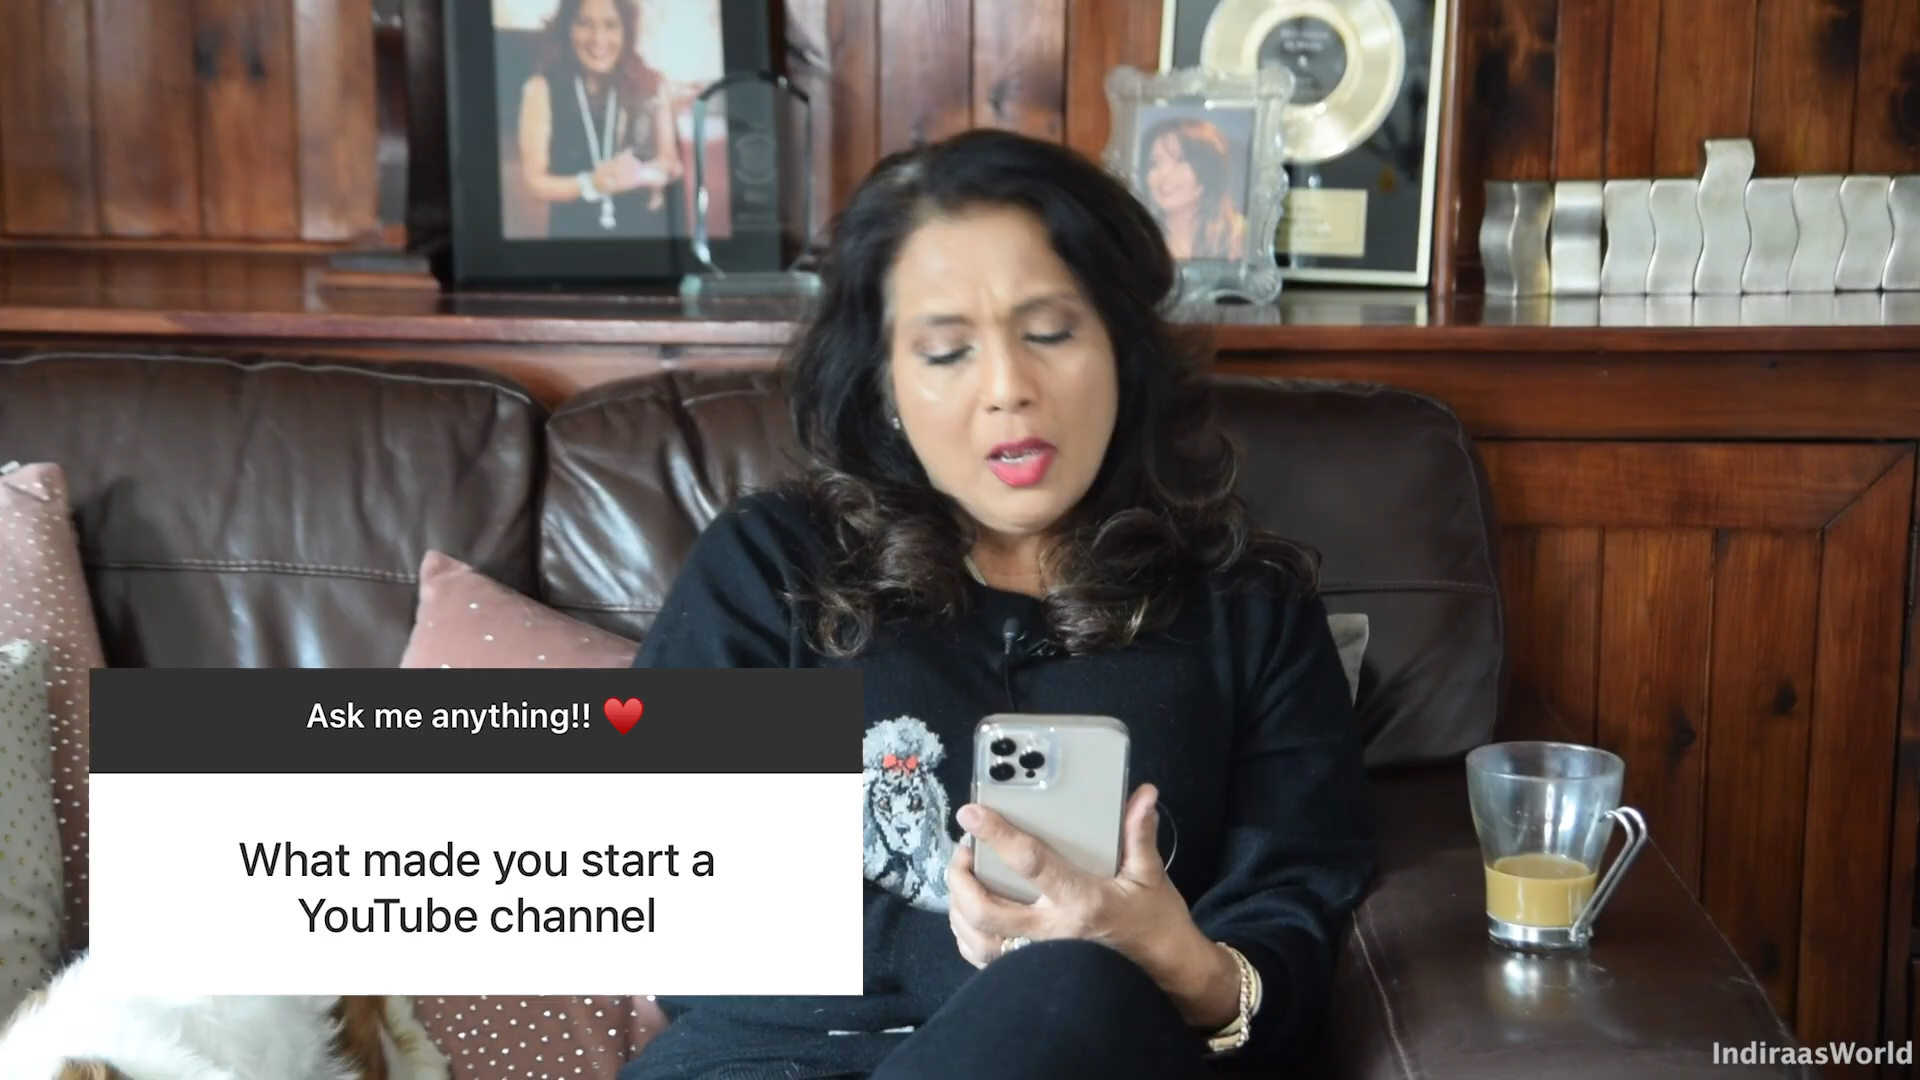 Ask me anything!! ♥️
What made you start a
YouTube channel
IndiraasWorld